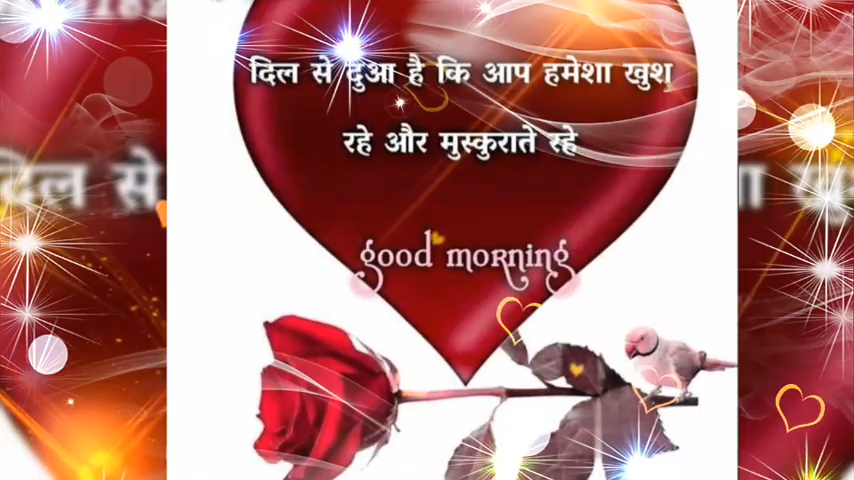 दिल से दुआ है कि आप हमेशा खुश
रहे और मुस्कुराते रहे
good morning